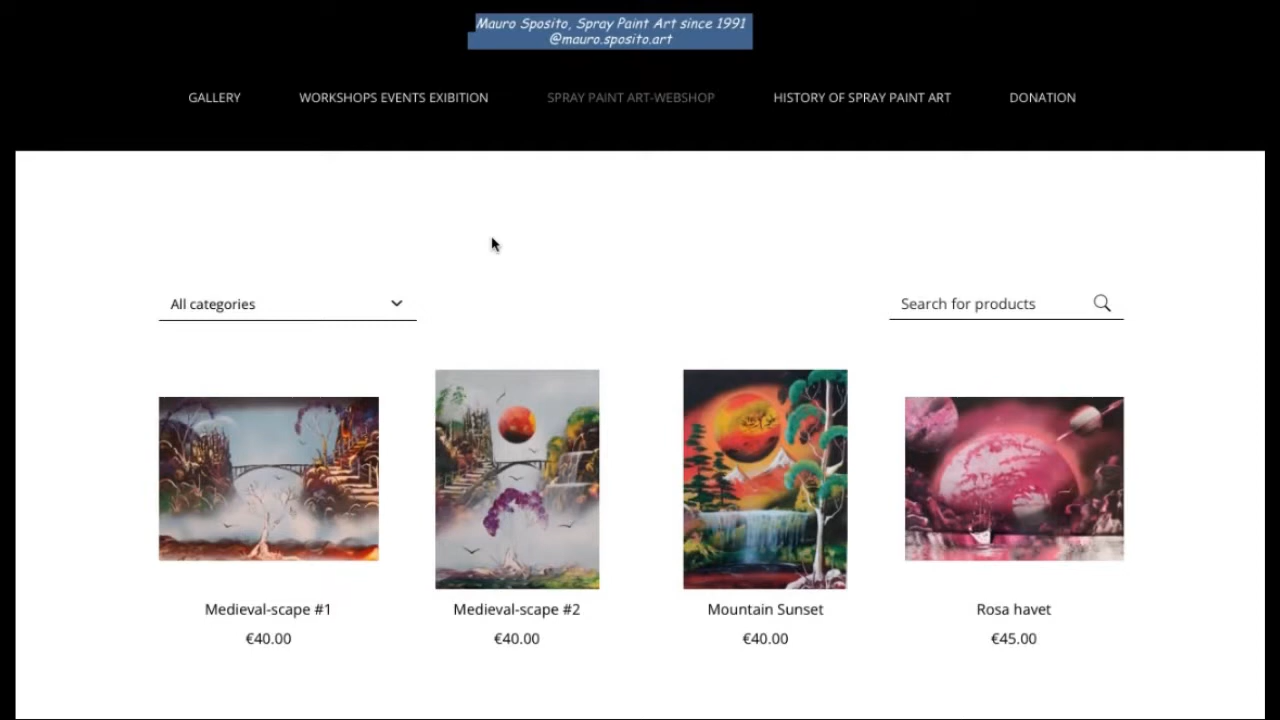 Mauro Sposito, Spray Paint Art since 1991
@mauro.sposito.art
GALLERY
WORKSHOPS EVENTS EXIBITION
SPRAY PAINT ART-WEBSHOP
HISTORY OF SPRAY PAINT ART
DONATION
All categories
Search for products
Medieval-scape #1
€40.00
Medieval-scape #2
€40.00
Mountain Sunset
€40.00
Rosa havet
€45.00